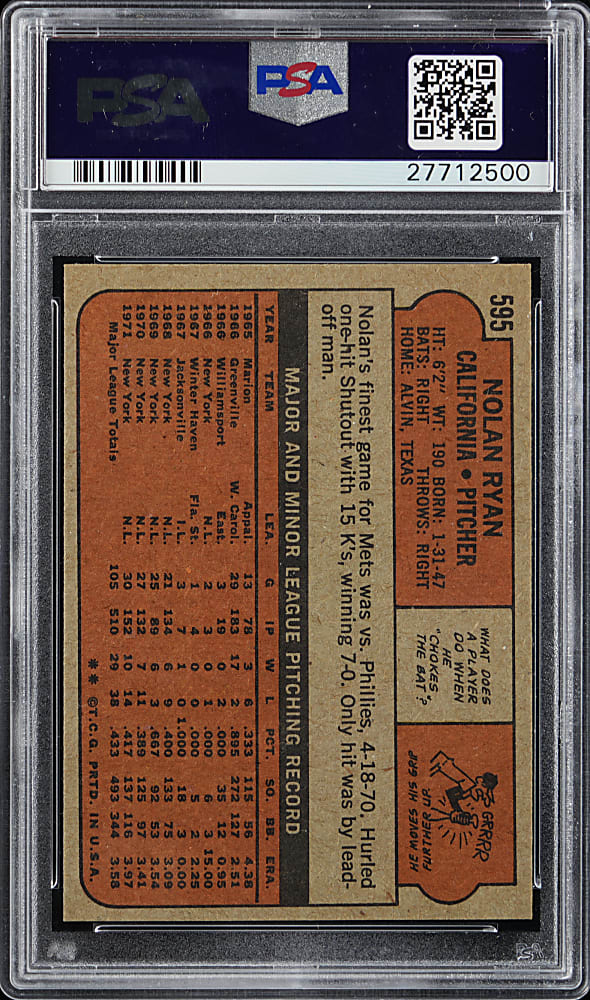 PSA
PSA
27712500
595
NOLAN RYAN
CALIFORNIA • PITCHER
HT: 6'2" WT: 190 BORN: 1-31-47
BATS: RIGHT THROWS: RIGHT
HOME: ALVIN, TEXAS
WHAT DOES
A PLAYER
DO WHEN
HE
"CHOKES"
THE BAT?
GRRRR
HE MOVES HIS GRIP
FURTHER UP.
Nolan's finest game for Mets was vs. Phillies, 4-18-70. Hurled
one-hit Shutout with 15 K's, winning 7-0. Only hit was by lead-
off man.
MAJOR AND MINOR LEAGUE PITCHING RECORD
YEAR TEAM LEA. G IP W L PCT. SO. BB. ERA.
1965 Marion Appal. 13 78 3 6 .333 115 56 4.38
1966 Greenville W. Carol. 29 183 17 2 .895 272 127 2.51
1966 Williamsport East. 3 19 0 2 .000 35 12 0.95
1966 New York N.L. 2 3 0 1 .000 6 3 15.00
1967 Winter Haven Fla. St. 1 4 0 0 .000 5 2 2.25
1967 Jacksonville I.L. 3 7 1 0 1.000 18 3 0.00
1968 New York N.L. 21 134 6 9 .400 133 75 3.09
1969 New York N.L. 25 89 6 3 .667 92 53 3.54
1970 New York N.L. 27 132 7 11 .389 125 97 3.41
1971 New York N.L. 30 152 10 14 .417 137 116 3.97
Major League Totals 105 510 29 38 .433 493 344 3.58
** ©T.C.G. PRTD. IN U.S.A.
PSA